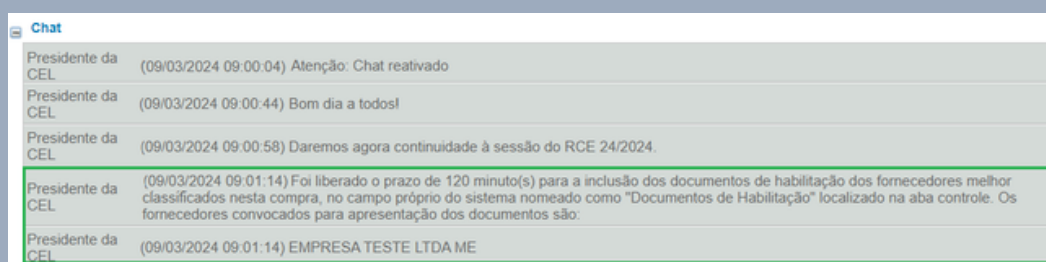 Chat
Presidente da
CEL
(09/03/2024 09:00:04) Atenção: Chat reativado
Presidente da
CEL
(09/03/2024 09:00:44) Bom dia a todos!
Presidente da
CEL
(09/03/2024 09:00:58) Daremos agora continuidade à sessão do RCE 24/2024.
Presidente da
CEL
(09/03/2024 09:01:14) Foi liberado o prazo de 120 minuto(s) para a inclusão dos documentos de habilitação dos fornecedores melhor
classificados nesta compra, no campo próprio do sistema nomeado como "Documentos de Habilitação" localizado na aba controle. Os
fornecedores convocados para apresentação dos documentos são:
Presidente da
CEL
(09/03/2024 09:01:14) EMPRESA TESTE LTDA ME